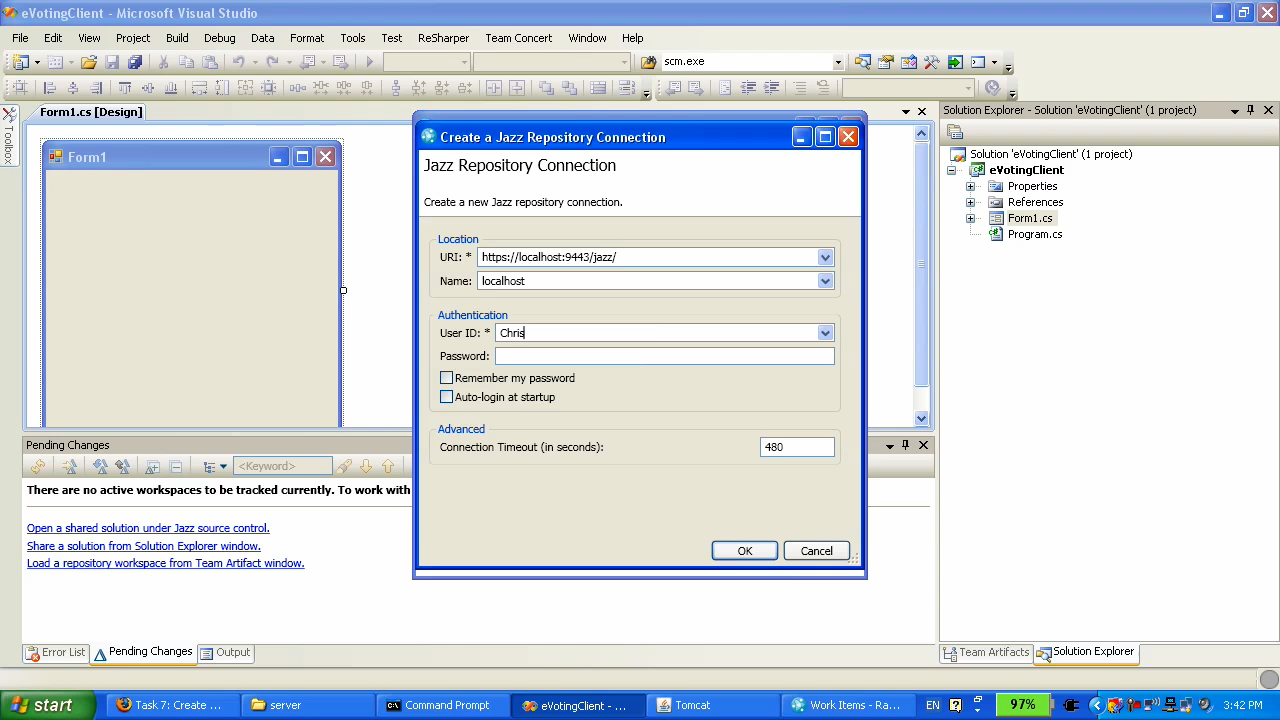 eVotingClient - Microsoft Visual Studio
File Edit View Project Build Debug Data Format Tools Test ReSharper Team Concert Window Help
scm.exe
Toolbox
Form1.cs [Design]
Form1
Create a Jazz Repository Connection
Jazz Repository Connection
Create a new Jazz repository connection.
Location
URI: * https://localhost:9443/jazz/
Name: localhost
Authentication
User ID: * Chris
Password:
Remember my password
Auto-login at startup
Advanced
Connection Timeout (in seconds): 480
OK Cancel
Solution Explorer - Solution 'eVotingClient' (1 project)
Solution 'eVotingClient' (1 project)
eVotingClient
Properties
References
Form1.cs
Program.cs
Pending Changes
<Keyword>
There are no active workspaces to be tracked currently. To work with
Open a shared solution under Jazz source control.
Share a solution from Solution Explorer window.
Load a repository workspace from Team Artifact window.
Error List Pending Changes Output
Team Artifacts Solution Explorer
start Task 7: Create ... server Command Prompt eVotingClient - ... Tomcat Work Items - Ra... EN 97% 3:42 PM